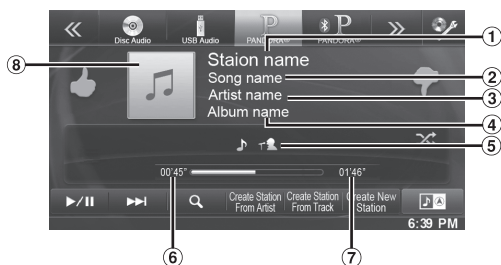 Disc Audio USB Audio PANDORA PANDORA
1
8
Staion name
Song name 2
Artist name 3
Album name 4
5
00'45" 01'46"
Create Station From Artist
Create Station From Track
Create New Station
6:39 PM
6 7